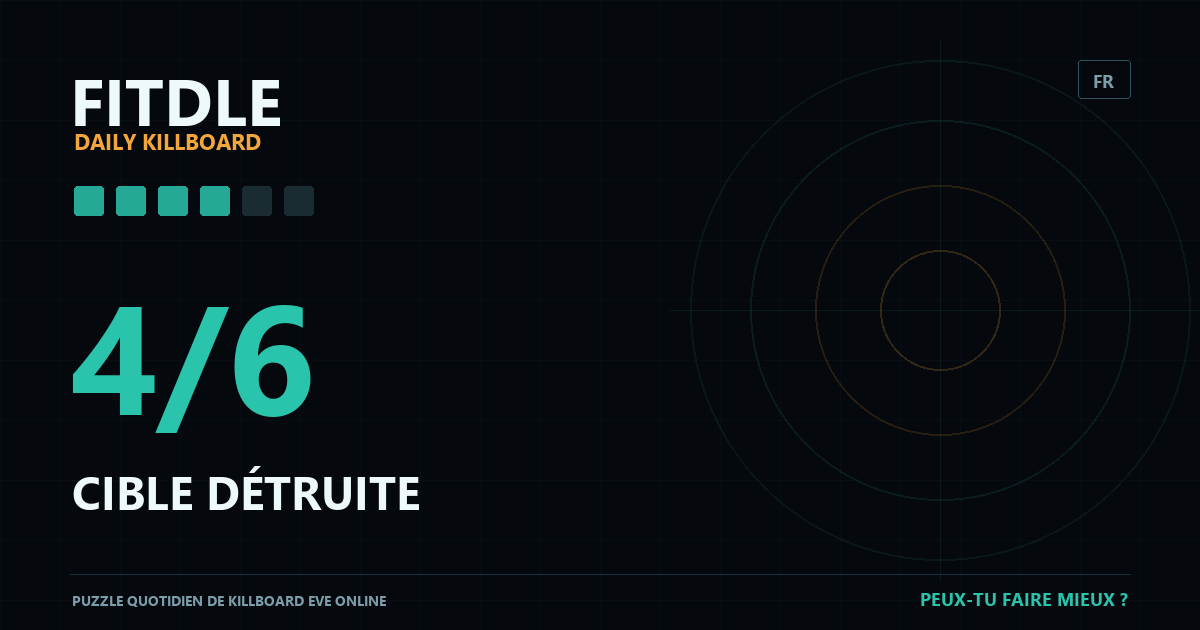 FITDLE
FR
DAILY KILLBOARD
4/6
CIBLE DÉTRUITE
PUZZLE QUOTIDIEN DE KILLBOARD EVE ONLINE
PEUX-TU FAIRE MIEUX ?